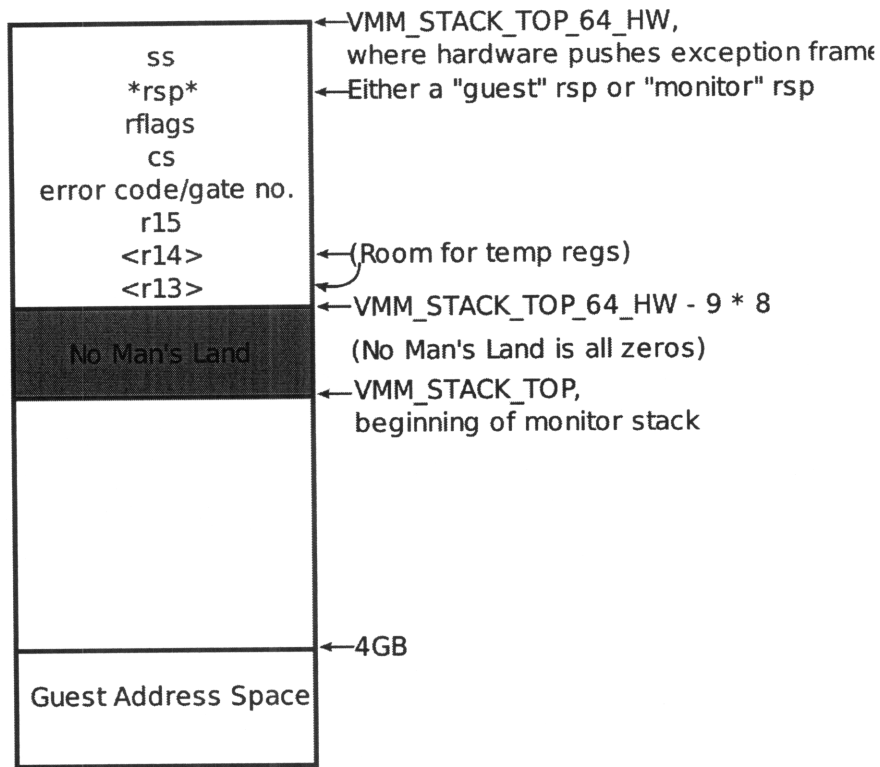 VMM_STACK_TOP_64_HW,
where hardware pushes exception frame
ss
*rsp*
Either a "guest" rsp or "monitor" rsp
rflags
cs
error code/gate no.
r15
<r14>
(Room for temp regs)
<r13>
VMM_STACK_TOP_64_HW - 9 * 8
No Man's Land
(No Man's Land is all zeros)
VMM_STACK_TOP,
beginning of monitor stack
4GB
Guest Address Space